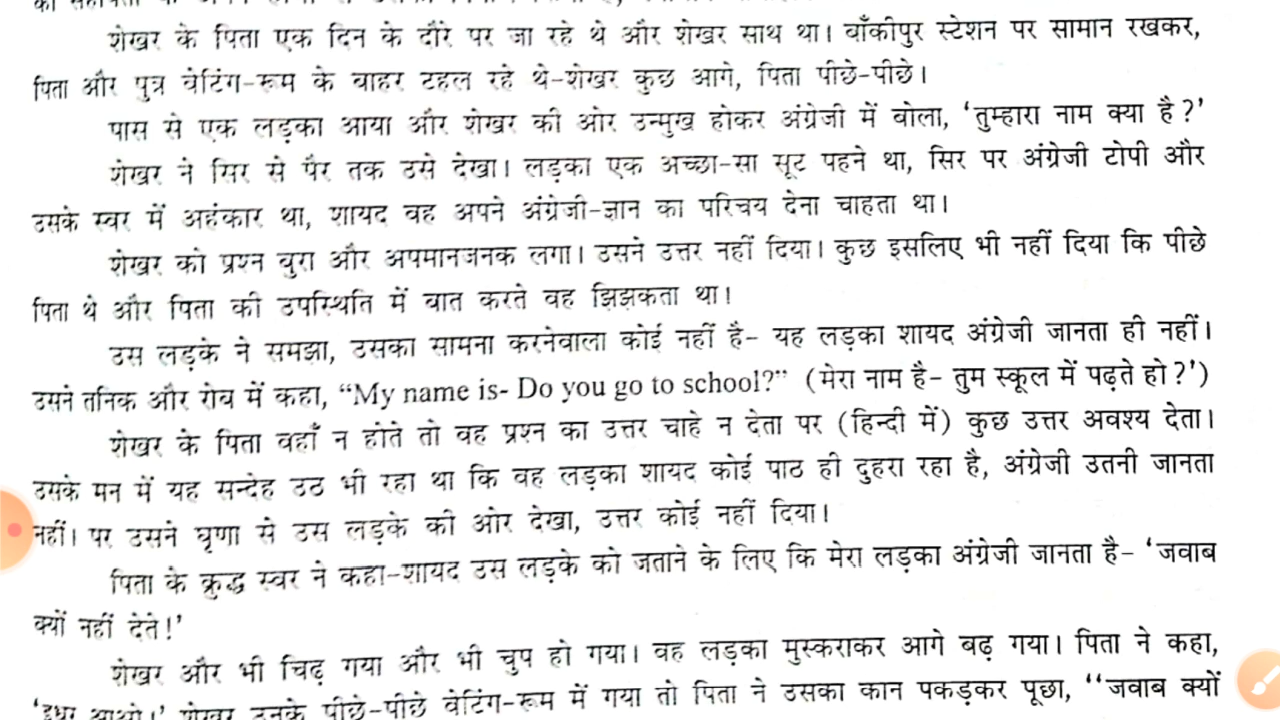 शेखर के पिता एक दिन के दौरे पर जा रहे थे और शेखर साथ था। बाँकीपुर स्टेशन पर सामान रखकर,
पिता और पुत्र वेटिंग-रूम के बाहर टहल रहे थे-शेखर कुछ आगे, पिता पीछे-पीछे।
पास से एक लड़का आया और शेखर की ओर उन्मुख होकर अंग्रेजी में बोला, 'तुम्हारा नाम क्या है?'
शेखर ने सिर से पैर तक उसे देखा। लड़का एक अच्छा-सा सूट पहने था, सिर पर अंग्रेजी टोपी और
उसके स्वर में अहंकार था, शायद वह अपने अंग्रेजी-ज्ञान का परिचय देना चाहता था।
शेखर को प्रश्न बुरा और अपमानजनक लगा। उसने उत्तर नहीं दिया। कुछ इसलिए भी नहीं दिया कि पीछे
पिता थे और पिता की उपस्थिति में बात करते वह झिझकता था।
उस लड़के ने समझा, उसका सामना करनेवाला कोई नहीं है- यह लड़का शायद अंग्रेजी जानता ही नहीं।
उसने तनिक और रोब में कहा, “My name is- Do you go to school?” (मेरा नाम है- तुम स्कूल में पढ़ते हो?')
शेखर के पिता वहाँ न होते तो वह प्रश्न का उत्तर चाहे न देता पर (हिन्दी में) कुछ उत्तर अवश्य देता।
उसके मन में यह सन्देह उठ भी रहा था कि वह लड़का शायद कोई पाठ ही दुहरा रहा है, अंग्रेजी उतनी जानता
नहीं। पर उसने घृणा से उस लड़के की ओर देखा, उत्तर कोई नहीं दिया।
पिता के क्रुद्ध स्वर ने कहा-शायद उस लड़के को जताने के लिए कि मेरा लड़का अंग्रेजी जानता है- 'जवाब
क्यों नहीं देते!'
शेखर और भी चिढ़ गया और भी चुप हो गया। वह लड़का मुस्कराकर आगे बढ़ गया। पिता ने कहा,
'इधर आओ।' शेखर उनके पीछे-पीछे वेटिंग-रूम में गया तो पिता ने उसका कान पकड़कर पूछा, ‘‘जवाब क्यों